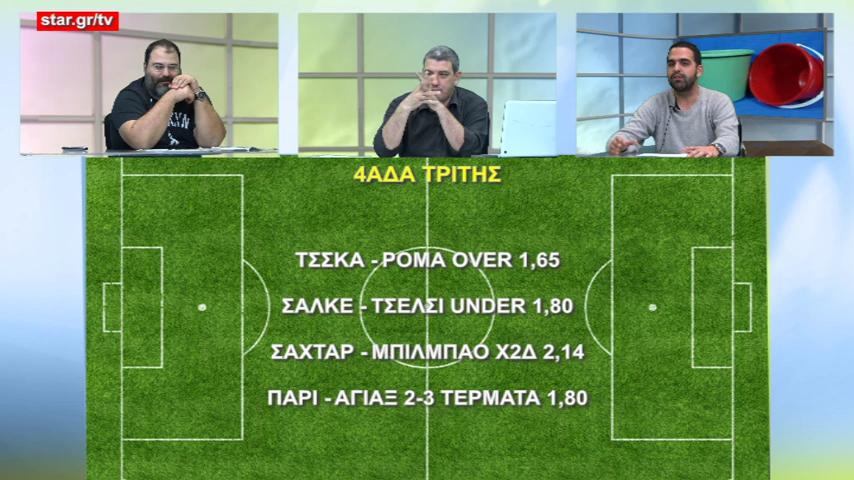 star.gr/tv
4ΑΔΑ ΤΡΙΤΗΣ
ΤΣΣΚΑ - ΡΟΜΑ OVER 1,65
ΣΑΛΚΕ - ΤΣΕΛΣΙ UNDER 1,80
ΣΑΧΤΑΡ - ΜΠΙΛΜΠΑΟ Χ2Δ 2,14
ΠΑΡΙ - ΑΓΙΑΞ 2-3 ΤΕΡΜΑΤΑ 1,80